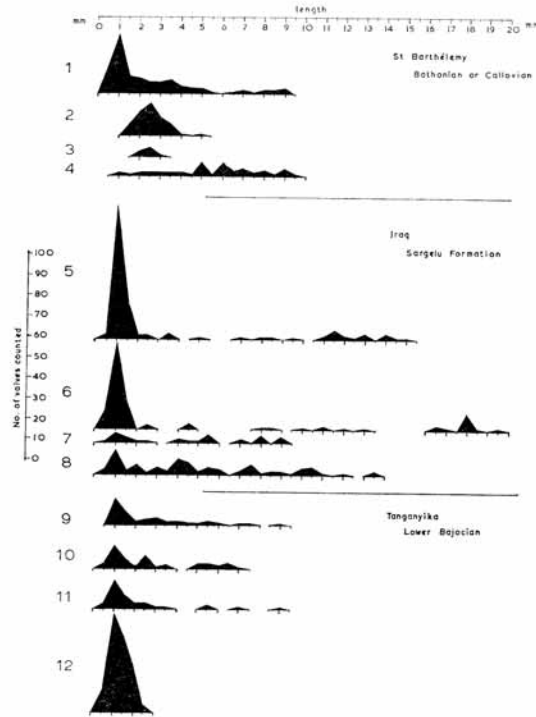 length
mm 0 1 2 3 4 5 6 7 8 9 10 11 12 13 14 15 16 17 18 19 20 mm
St Barthélemy
Bathonian or Callovian
1
2
3
4
Iraq
Sargelu Formation
No. of valves counted
100
90
80
70
60
50
40
30
20
10
0
5
6
7
8
Tanganyika
Lower Bajocian
9
10
11
12